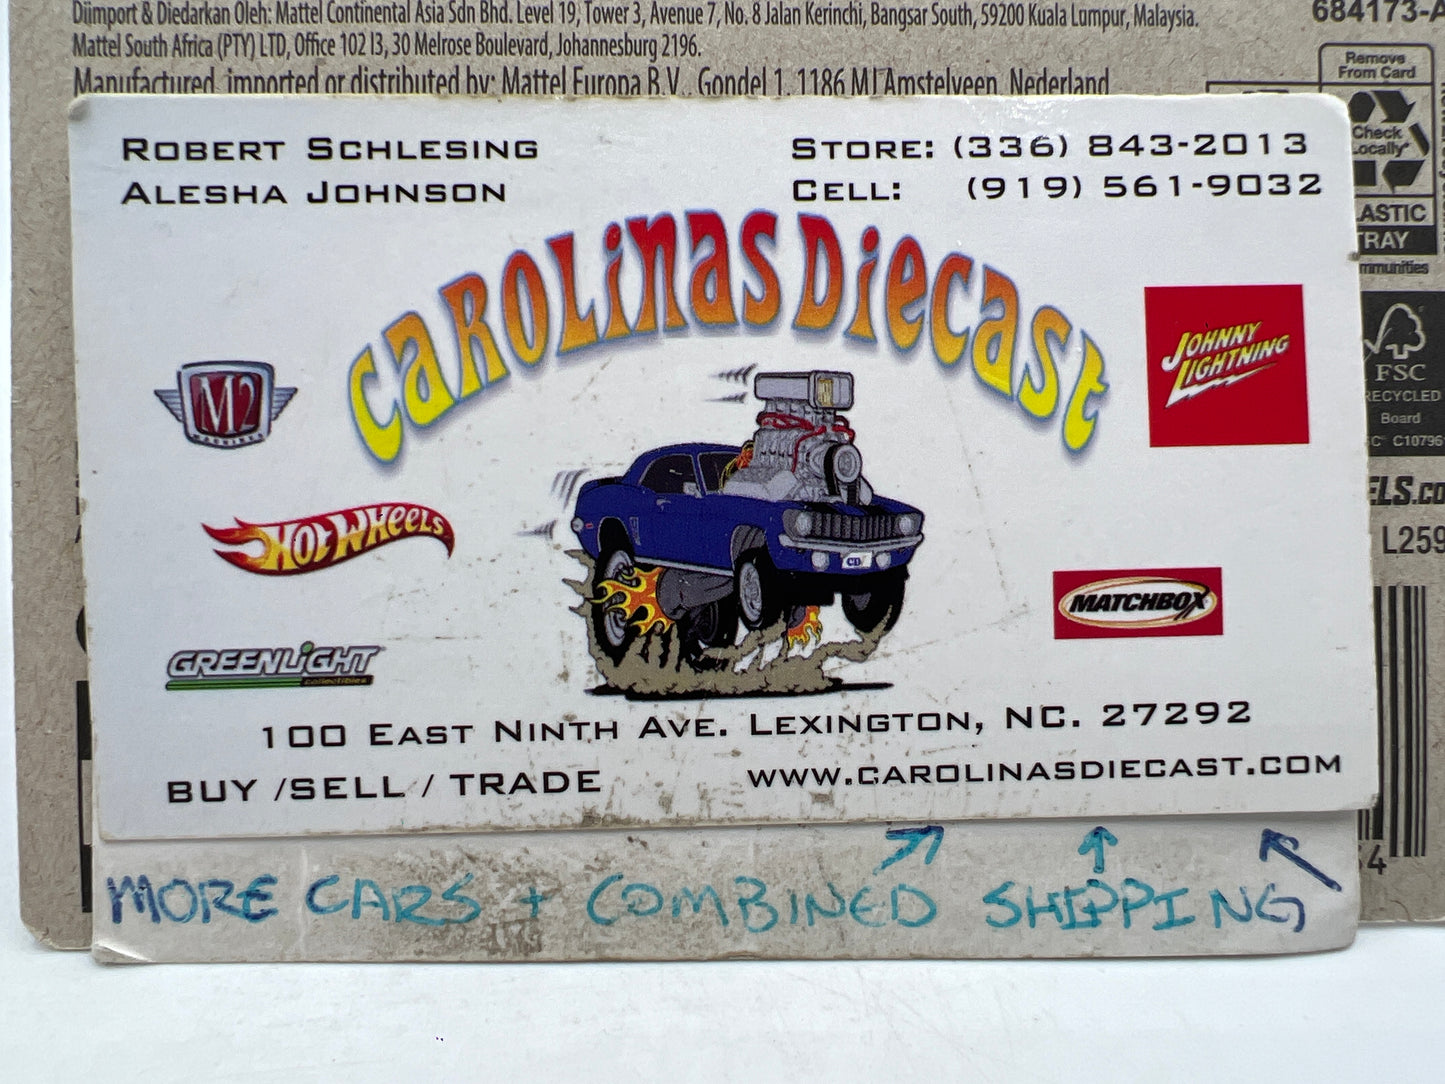 Diimport & Diedarkan Oleh: Mattel Continental Asia Sdn Bhd. Level 19, Tower 3, Avenue 7, No. 8 Jalan Kerinchi, Bangsar South, 59200 Kuala Lumpur, Malaysia.
Mattel South Africa (PTY) LTD, Office 102 I3, 30 Melrose Boulevard, Johannesburg 2196.
Manufactured, imported or distributed by: Mattel Europa B.V., Gondel 1, 1186 MJ Amstelveen, Nederland
684173-A
Remove
From Card
Check
Locally*
TRAY
FSC
RECYCLED
Board
C10796
L259
ROBERT SCHLESING
ALESHA JOHNSON
STORE: (336) 843-2013
CELL: (919) 561-9032
CAROLINAS DIECAST
M2
MACHINES
JOHNNY
LIGHTNING
HOT WHEELS
CD
MATCHBOX
GREENLIGHT
collectibles
100 EAST NINTH AVE. LEXINGTON, NC. 27292
BUY /SELL / TRADE
WWW.CAROLINASDIECAST.COM
MORE CARS + COMBINED SHIPPING